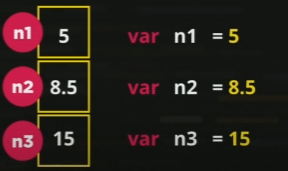 n1 5 var n1 = 5
n2 8.5 var n2 = 8.5
n3 15 var n3 = 15